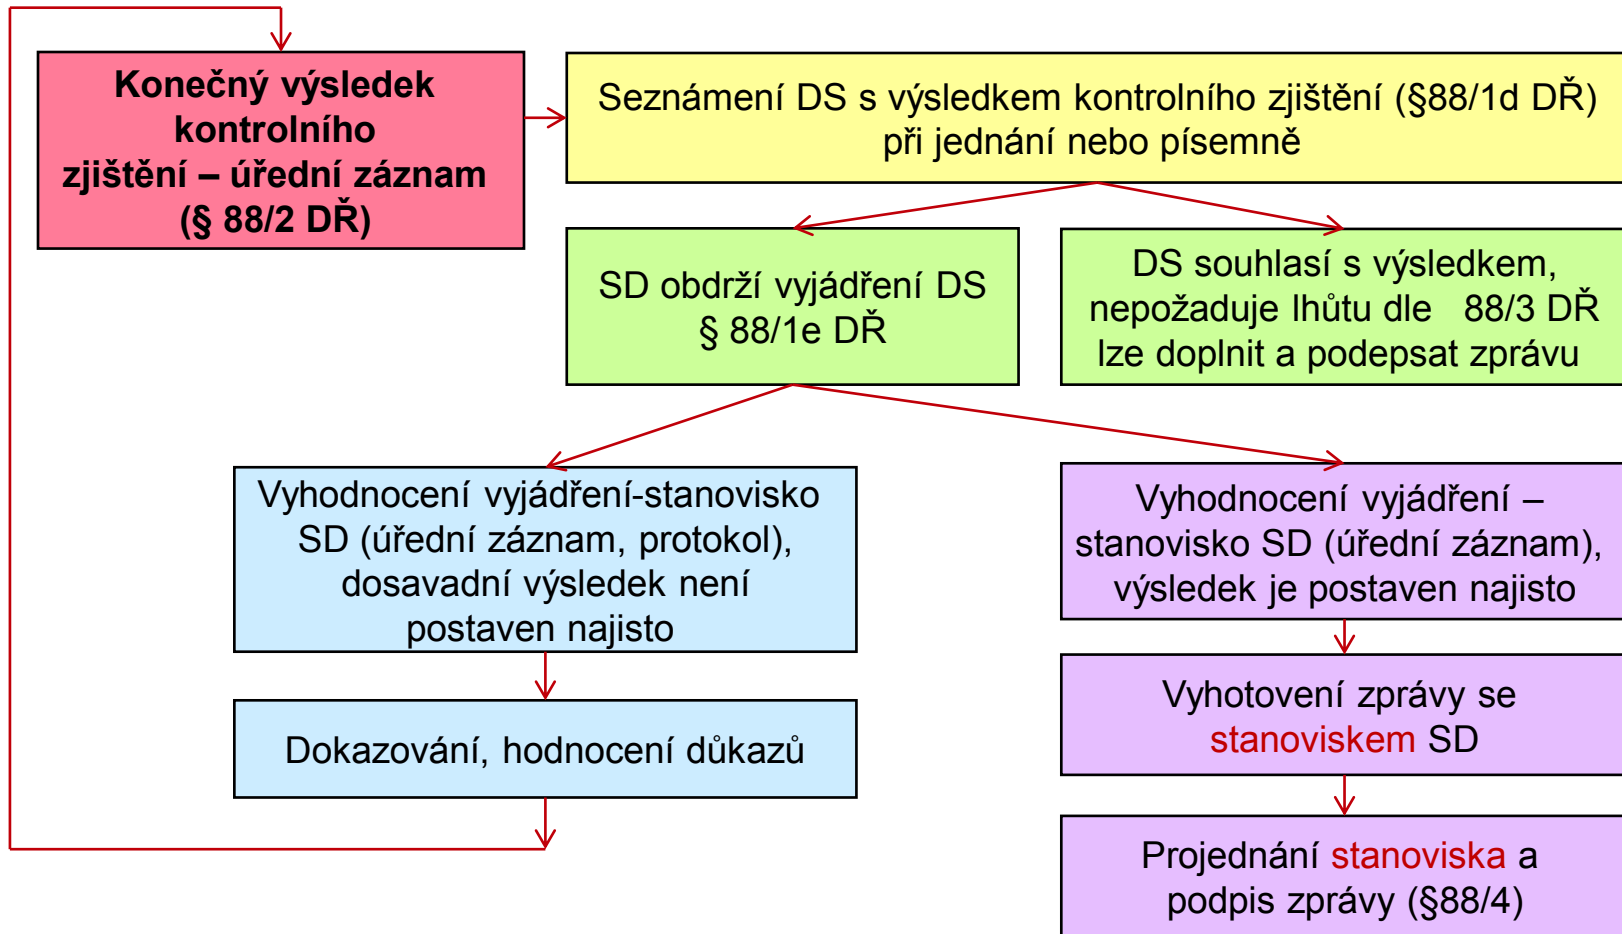 Konečný výsledek
kontrolního
zjištění – úřední záznam
(§ 88/2 DŘ)
Seznámení DS s výsledkem kontrolního zjištění (§88/1d DŘ)
při jednání nebo písemně
SD obdrží vyjádření DS
§ 88/1e DŘ
DS souhlasí s výsledkem,
nepožaduje lhůtu dle 88/3 DŘ
lze doplnit a podepsat zprávu
Vyhodnocení vyjádření-stanovisko
SD (úřední záznam, protokol),
dosavadní výsledek není
postaven najisto
Vyhodnocení vyjádření –
stanovisko SD (úřední záznam),
výsledek je postaven najisto
Dokazování, hodnocení důkazů
Vyhotovení zprávy se
stanoviskem SD
Projednání stanoviska a
podpis zprávy (§88/4)